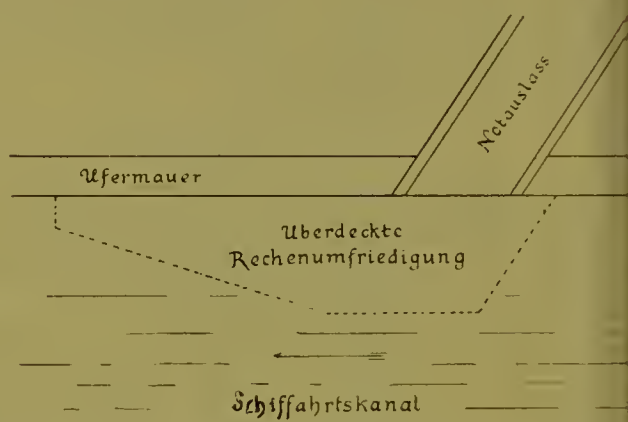 Notauslass
Ufermauer
Überdeckte
Rechenumfriedigung
Schiffahrtskanal